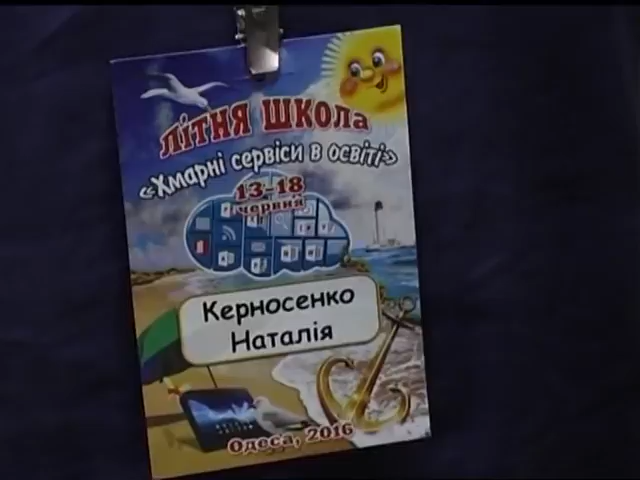 ЛІТНЯ ШКОЛА
«Хмарні сервіси в освіті»
13-18
червня
Керносенко
Наталія
Одеса, 2016